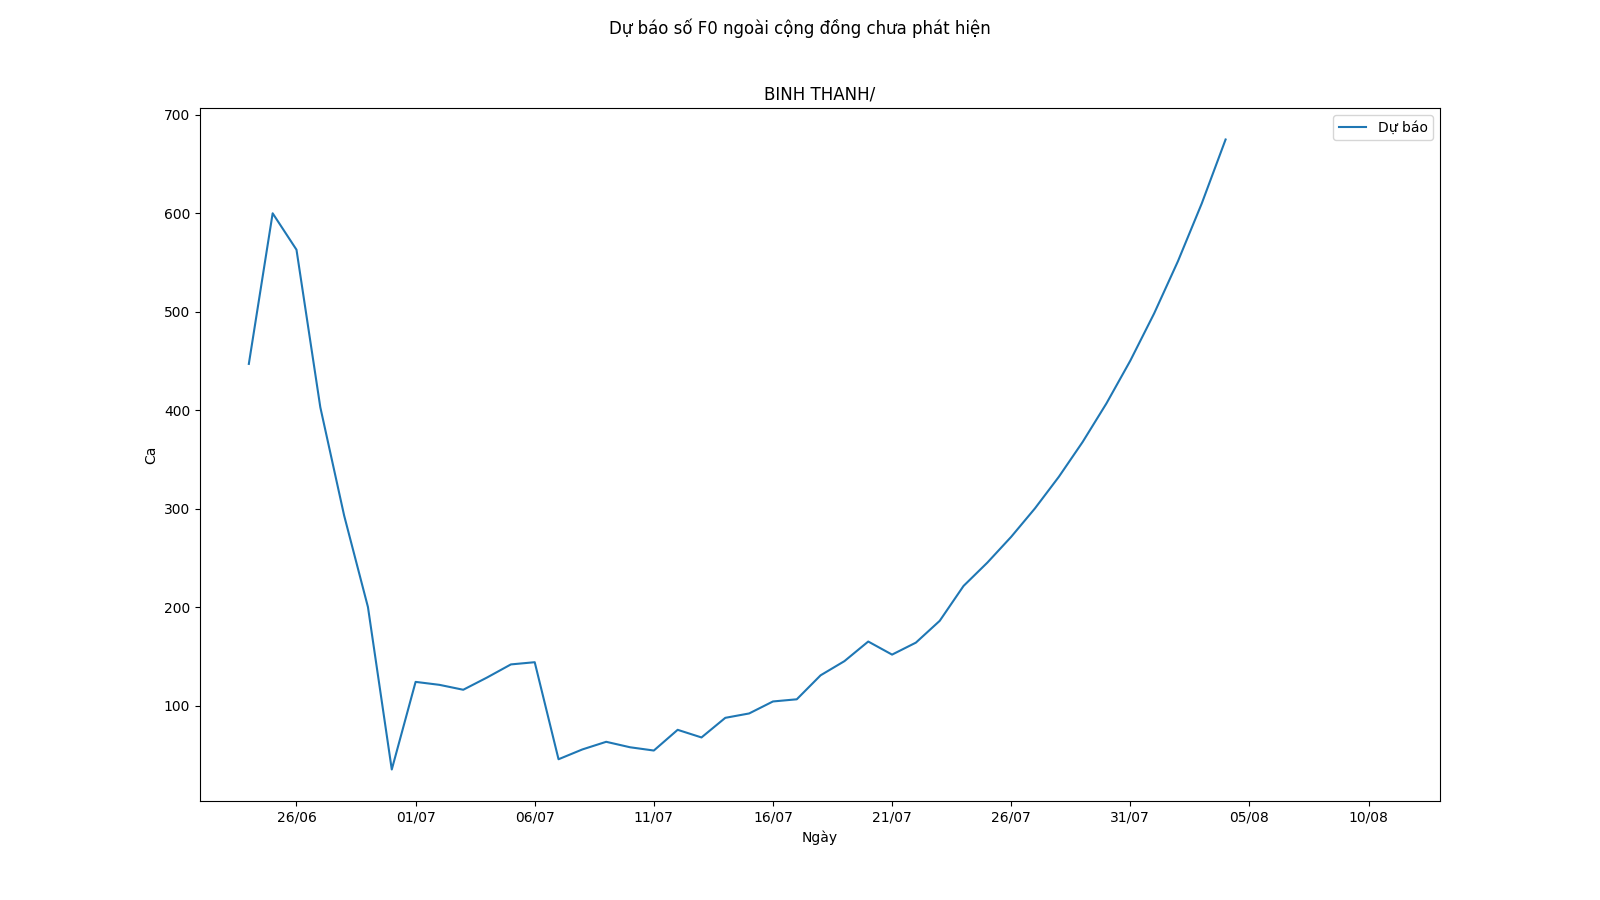 Dự báo số F0 ngoài cộng đồng chưa phát hiện
BINH THANH/
Dự báo
700
600
500
400
300
200
100
Ca
26/06 01/07 06/07 11/07 16/07 21/07 26/07 31/07 05/08 10/08
Ngày